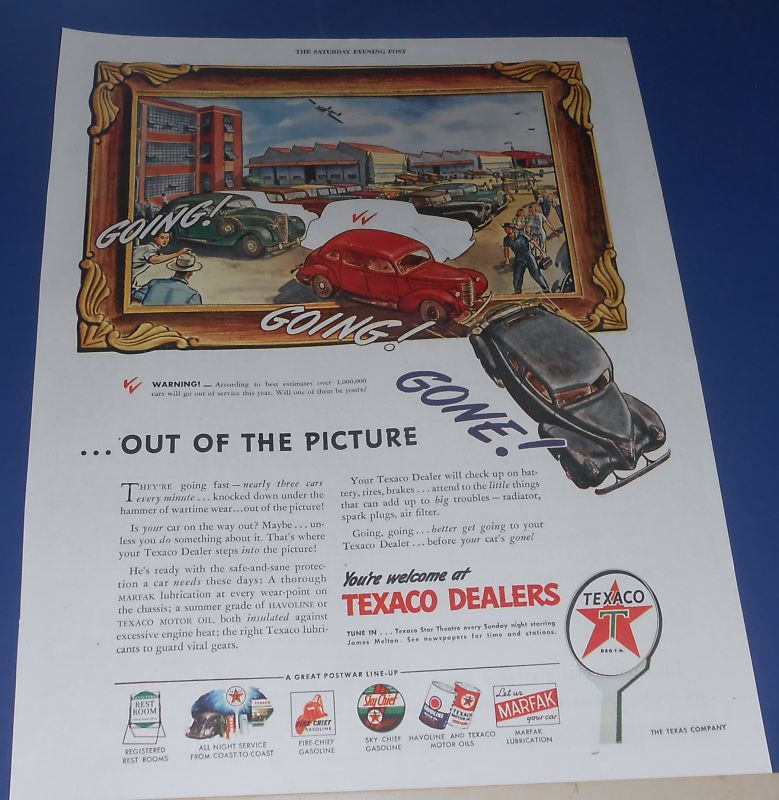 THE SATURDAY EVENING POST
GOING!
GOING!
GONE!
WARNING! — According to best estimates over 1,000,000
cars will go out of service this year. Will one of them be yours?
...OUT OF THE PICTURE
THEY'RE going fast — nearly three cars
every minute... knocked down under the
hammer of wartime wear...out of the picture!
Is your car on the way out? Maybe... un-
less you do something about it. That's where
your Texaco Dealer steps into the picture!
He's ready with the safe-and-sane protec-
tion a car needs these days: A thorough
MARFAK lubrication at every wear-point on
the chassis; a summer grade of HAVOLINE or
TEXACO MOTOR OIL, both insulated against
excessive engine heat; the right Texaco lubri-
cants to guard vital gears.
Your Texaco Dealer will check up on bat-
tery, tires, brakes... attend to the little things
that can add up to big troubles — radiator,
spark plugs, air filter.
Going, going... better get going to your
Texaco Dealer... before your car's gone!
You're welcome at
TEXACO DEALERS
TUNE IN... Texaco Star Theatre every Sunday night starring
James Melton. See newspapers for time and stations.
TEXACO
T
REG. T.M.
A GREAT POSTWAR LINE-UP
REST
ROOM
REGISTERED
REST ROOMS
TEXACO
ALL NIGHT SERVICE
FROM COAST-TO-COAST
FIRE-CHIEF
GASOLINE
FIRE-CHIEF
GASOLINE
Sky Chief
SKY CHIEF
GASOLINE
HAVOLINE
TEXACO
MOTOR OIL
HAVOLINE AND TEXACO
MOTOR OILS
Let us
MARFAK
your car
MARFAK
LUBRICATION
THE TEXAS COMPANY